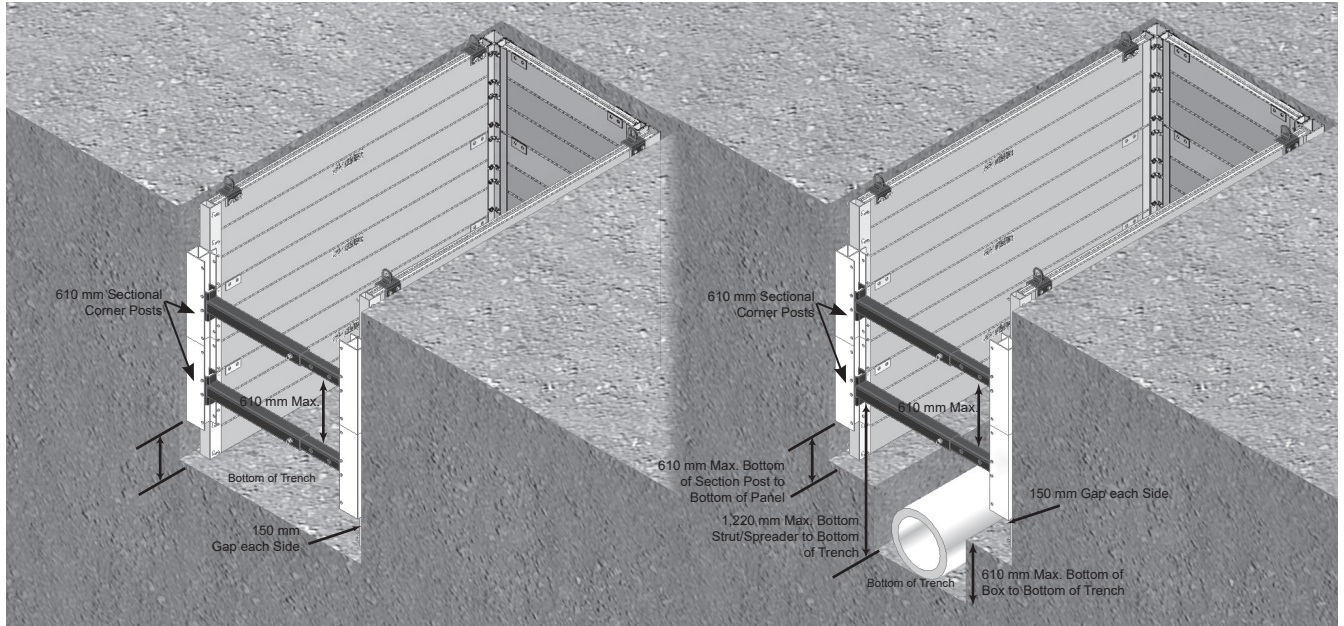 610 mm Sectional
Corner Posts
610 mm Max.
Bottom of Trench
150 mm
Gap each Side
610 mm Sectional
Corner Posts
610 mm Max.
610 mm Max. Bottom
of Section Post to
Bottom of Panel
150 mm Gap each Side
1,220 mm Max. Bottom
Strut/Spreader to Bottom
of Trench
Bottom of Trench
610 mm Max. Bottom of
Box to Bottom of Trench